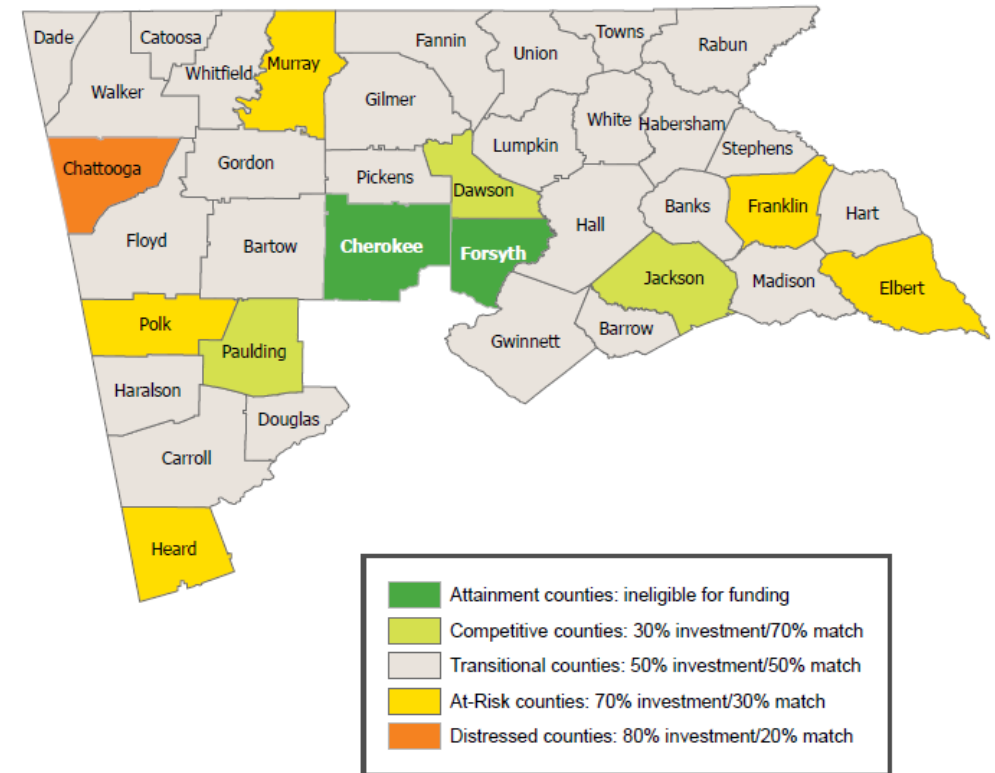 Dade
Catoosa
Fannin
Union
Towns
Rabun
Walker
Whitfield
Murray
Gilmer
White
Habersham
Lumpkin
Stephens
Chattooga
Gordon
Pickens
Dawson
Banks
Franklin
Hart
Floyd
Bartow
Cherokee
Forsyth
Hall
Jackson
Madison
Elbert
Polk
Paulding
Gwinnett
Barrow
Haralson
Douglas
Carroll
Heard
Attainment counties: ineligible for funding
Competitive counties: 30% investment/70% match
Transitional counties: 50% investment/50% match
At-Risk counties: 70% investment/30% match
Distressed counties: 80% investment/20% match